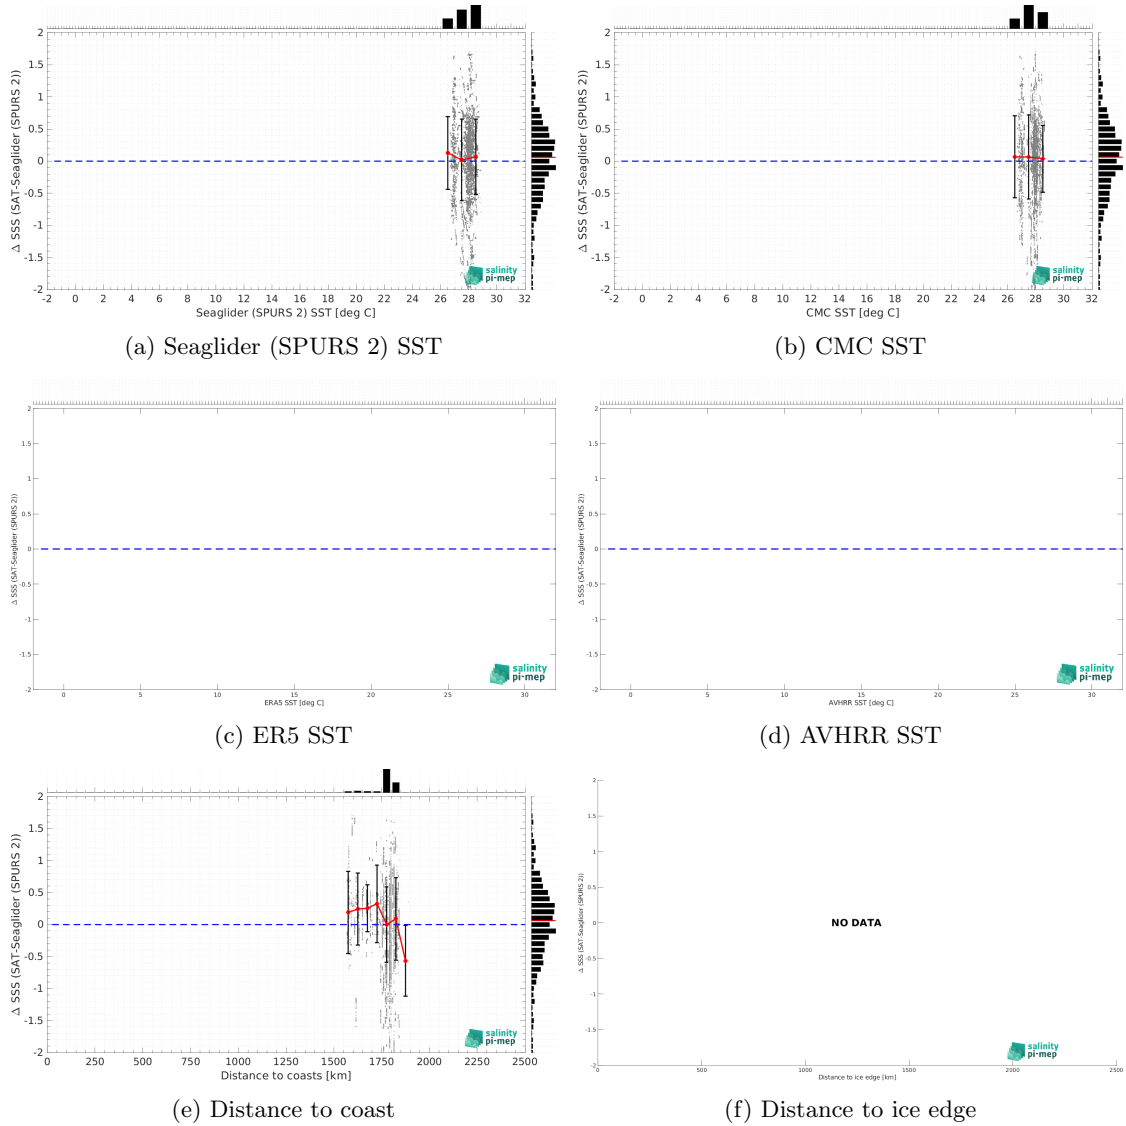 Δ SSS (SAT-Seaglider (SPURS 2))
2
1.5
1
0.5
0
-0.5
-1
-1.5
-2
-2 0 2 4 6 8 10 12 14 16 18 20 22 24 26 28 30 32
Seaglider (SPURS 2) SST [deg C]
salinity
pi-mep
(a) Seaglider (SPURS 2) SST
Δ SSS (SAT-Seaglider (SPURS 2))
2
1.5
1
0.5
0
-0.5
-1
-1.5
-2
-2 0 2 4 6 8 10 12 14 16 18 20 22 24 26 28 30 32
CMC SST [deg C]
salinity
pi-mep
(b) CMC SST
Δ SSS (SAT-Seaglider (SPURS 2))
2
1.5
1
0.5
0
-0.5
-1
-1.5
-2
0 5 10 15 20 25 30
ERA5 SST [deg C]
salinity
pi-mep
(c) ER5 SST
Δ SSS (SAT-Seaglider (SPURS 2))
2
1.5
1
0.5
0
-0.5
-1
-1.5
-2
0 5 10 15 20 25 30
AVHRR SST [deg C]
salinity
pi-mep
(d) AVHRR SST
Δ SSS (SAT-Seaglider (SPURS 2))
2
1.5
1
0.5
0
-0.5
-1
-1.5
-2
0 250 500 750 1000 1250 1500 1750 2000 2250 2500
Distance to coasts [km]
salinity
pi-mep
(e) Distance to coast
Δ SSS (SAT-Seaglider (SPURS 2))
2
1.5
1
0.5
0
-0.5
-1
-1.5
-2
NO DATA
0 500 1000 1500 2000 2500
Distance to ice edge [km]
salinity
pi-mep
(f) Distance to ice edge